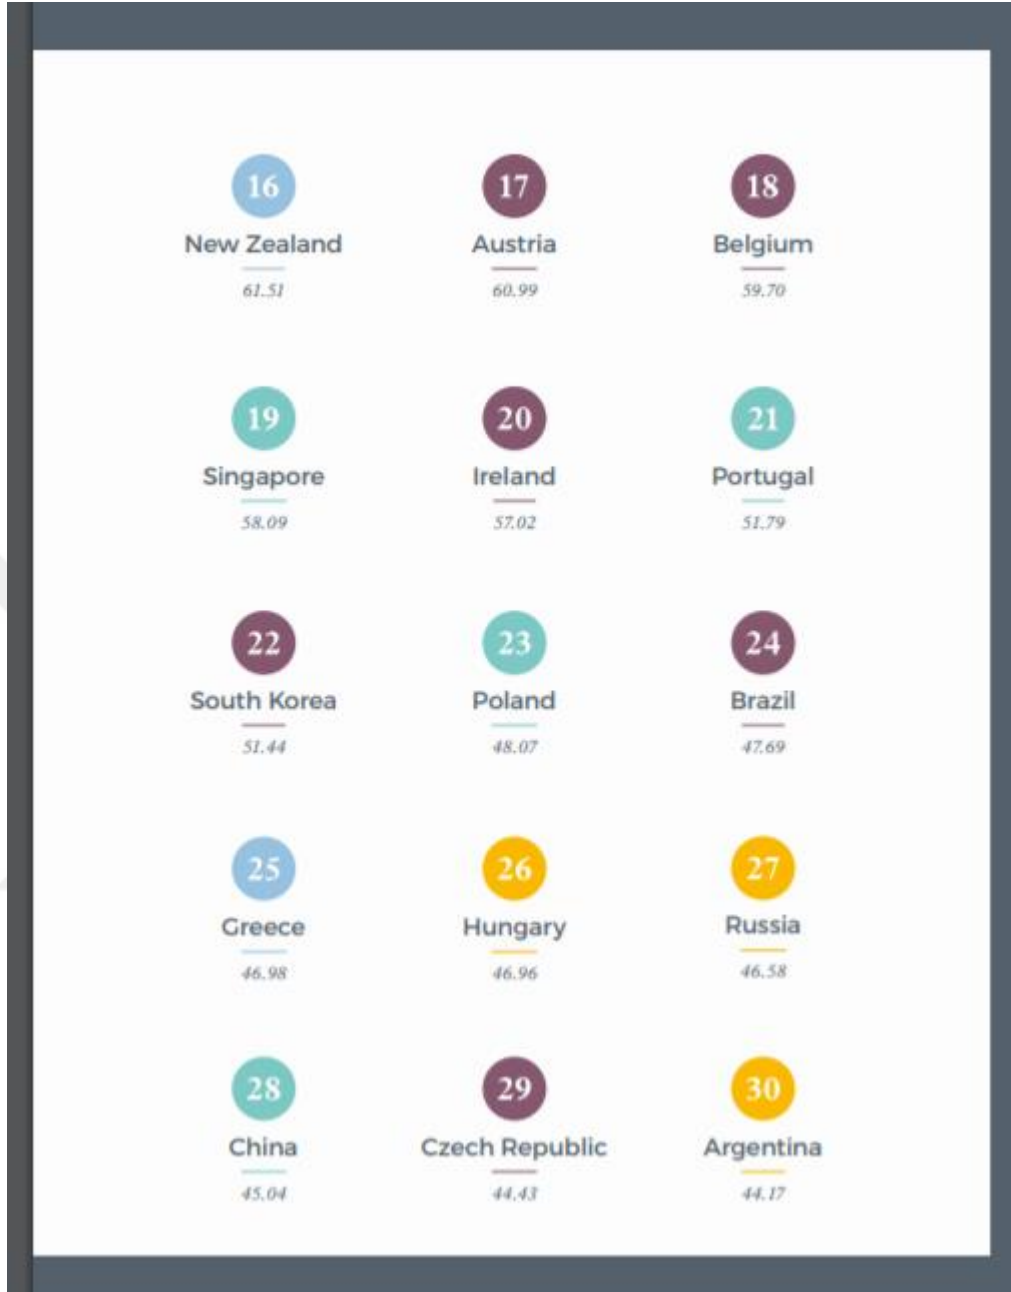 16 17 18
New Zealand Austria Belgium
61.51 60.99 59.70
19 20 21
Singapore Ireland Portugal
58.09 57.02 51.79
22 23 24
South Korea Poland Brazil
51.44 48.07 47.69
25 26 27
Greece Hungary Russia
46.98 46.96 46.58
28 29 30
China Czech Republic Argentina
45.04 44.43 44.17